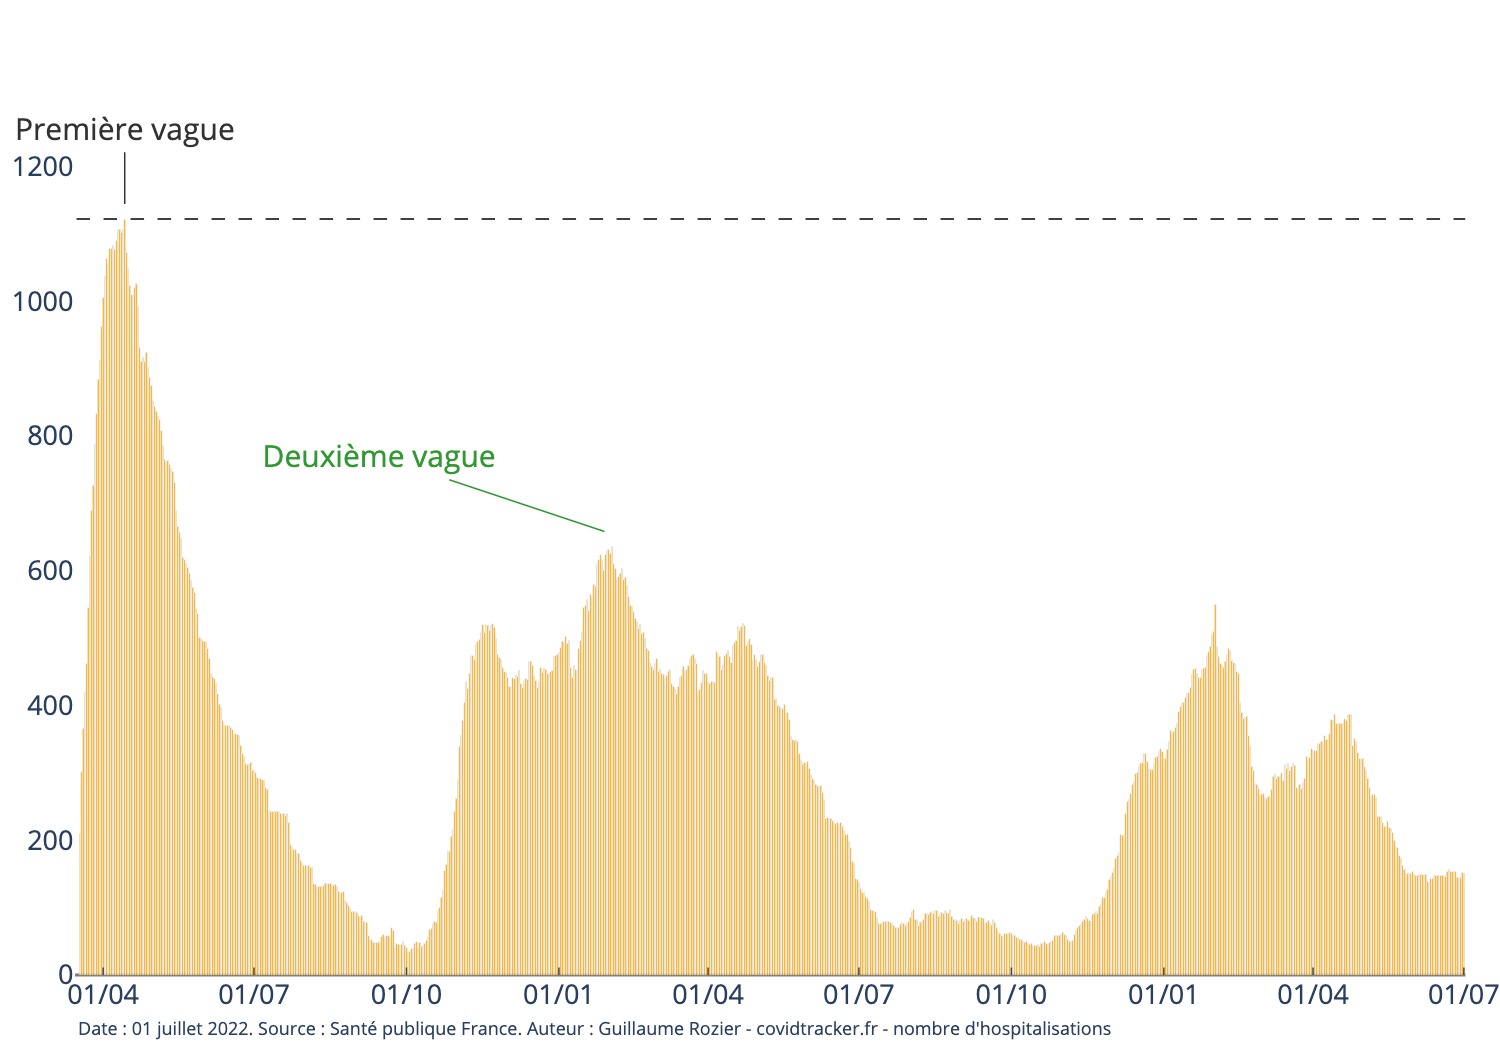 Première vague
1200
1000
800
Deuxième vague
600
400
200
0
01/04 01/07 01/10 01/01 01/04 01/07 01/10 01/01 01/04 01/07
Date : 01 juillet 2022. Source : Santé publique France. Auteur : Guillaume Rozier - covidtracker.fr - nombre d'hospitalisations